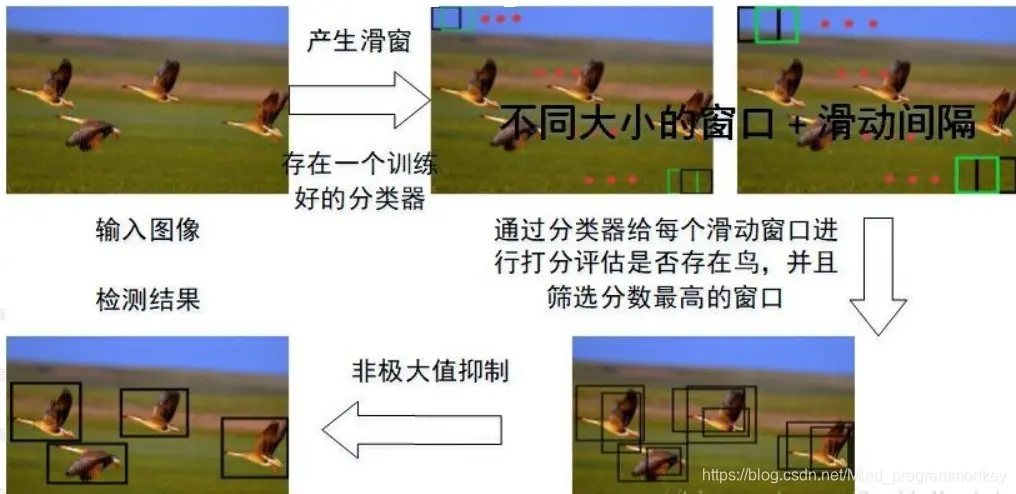 产生滑窗
存在一个训练
好的分类器
不同大小的窗口+滑动间隔
输入图像
通过分类器给每个滑动窗口进
行打分评估是否存在鸟，并且
筛选分数最高的窗口
检测结果
非极大值抑制
https://blog.csdn.net/Mind_programmonkey